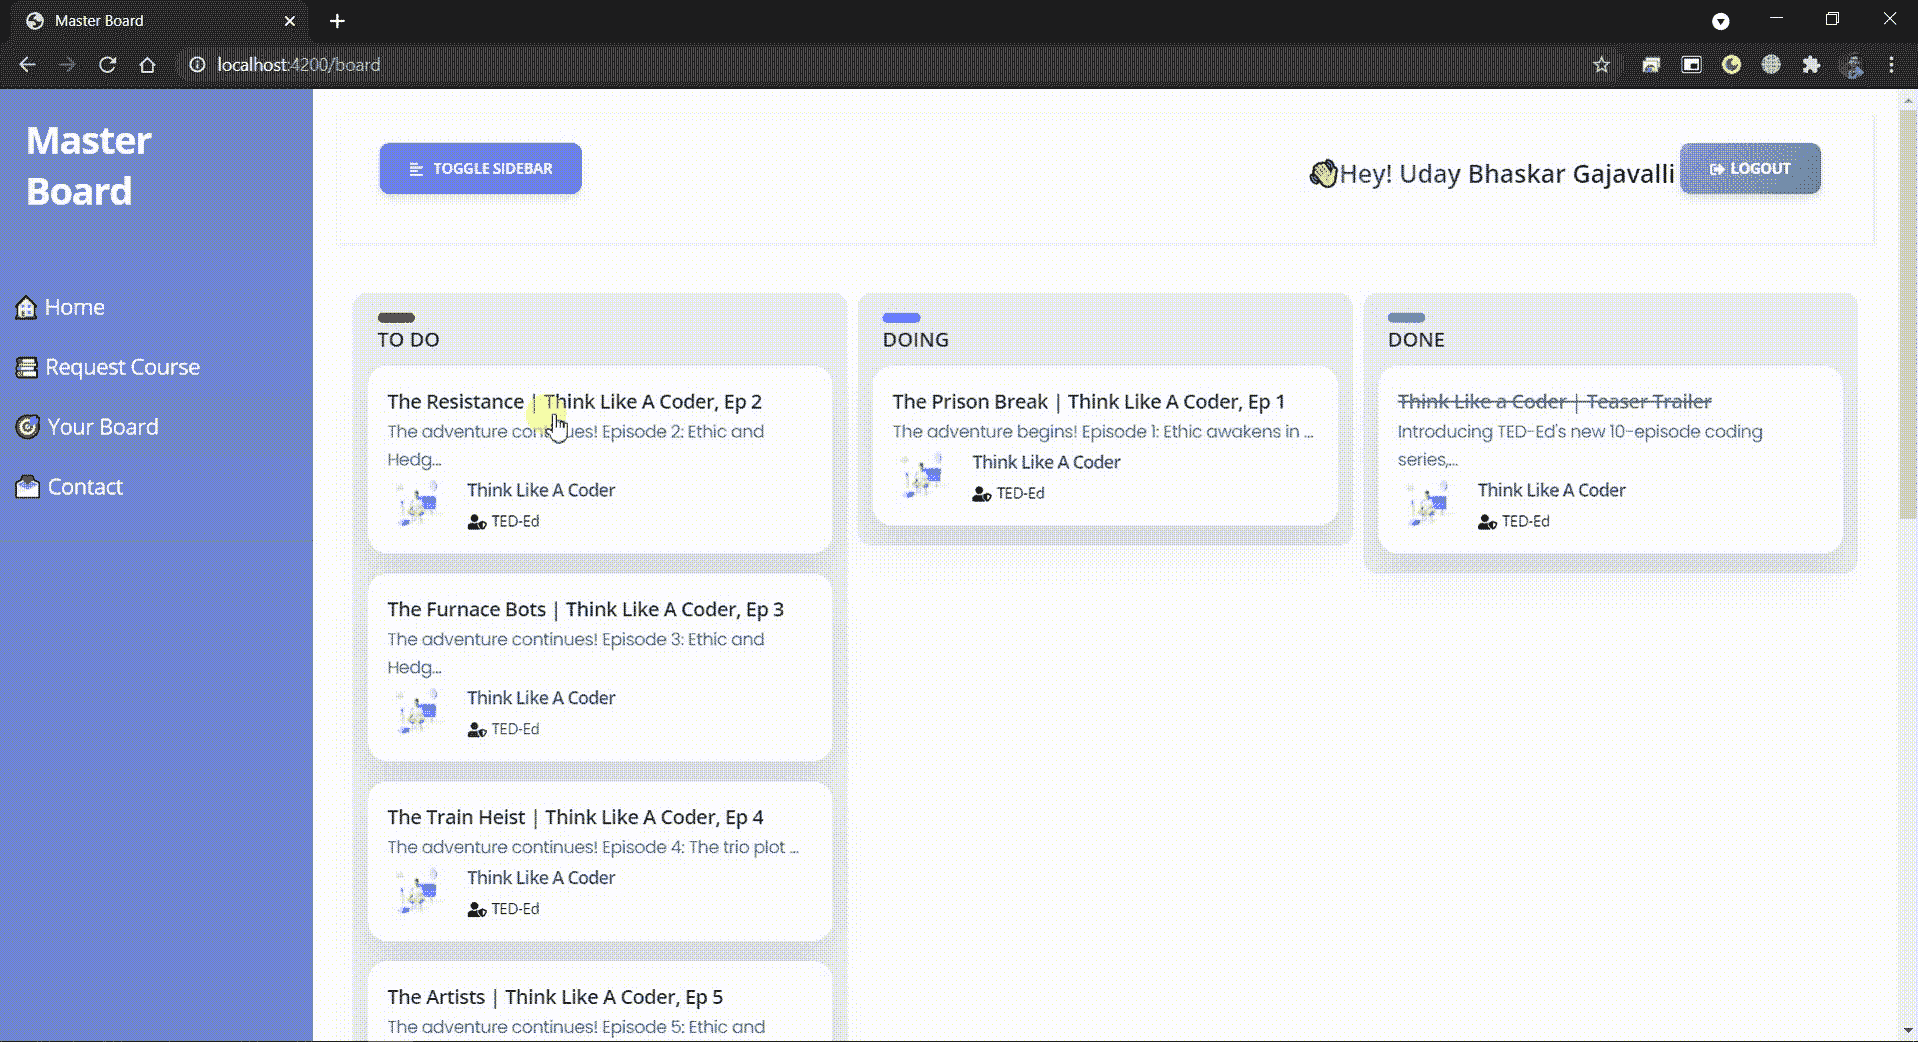 Master Board
localhost:4200/board
Master
Board
Home
Request Course
Your Board
Contact
TOGGLE SIDEBAR
Hey! Uday Bhaskar Gajavalli
LOGOUT
TO DO
The Resistance | Think Like A Coder, Ep 2
The adventure continues! Episode 2: Ethic and
Hedg...
Think Like A Coder
TED-Ed
The Furnace Bots | Think Like A Coder, Ep 3
The adventure continues! Episode 3: Ethic and
Hedg...
Think Like A Coder
TED-Ed
The Train Heist | Think Like A Coder, Ep 4
The adventure continues! Episode 4: The trio plot ...
Think Like A Coder
TED-Ed
The Artists | Think Like A Coder, Ep 5
The adventure continues! Episode 5: Ethic and
DOING
The Prison Break | Think Like A Coder, Ep 1
The adventure begins! Episode 1: Ethic awakens in ...
Think Like A Coder
TED-Ed
DONE
Think Like a Coder | Teaser Trailer
Introducing TED-Ed's new 10-episode coding
series,...
Think Like A Coder
TED-Ed